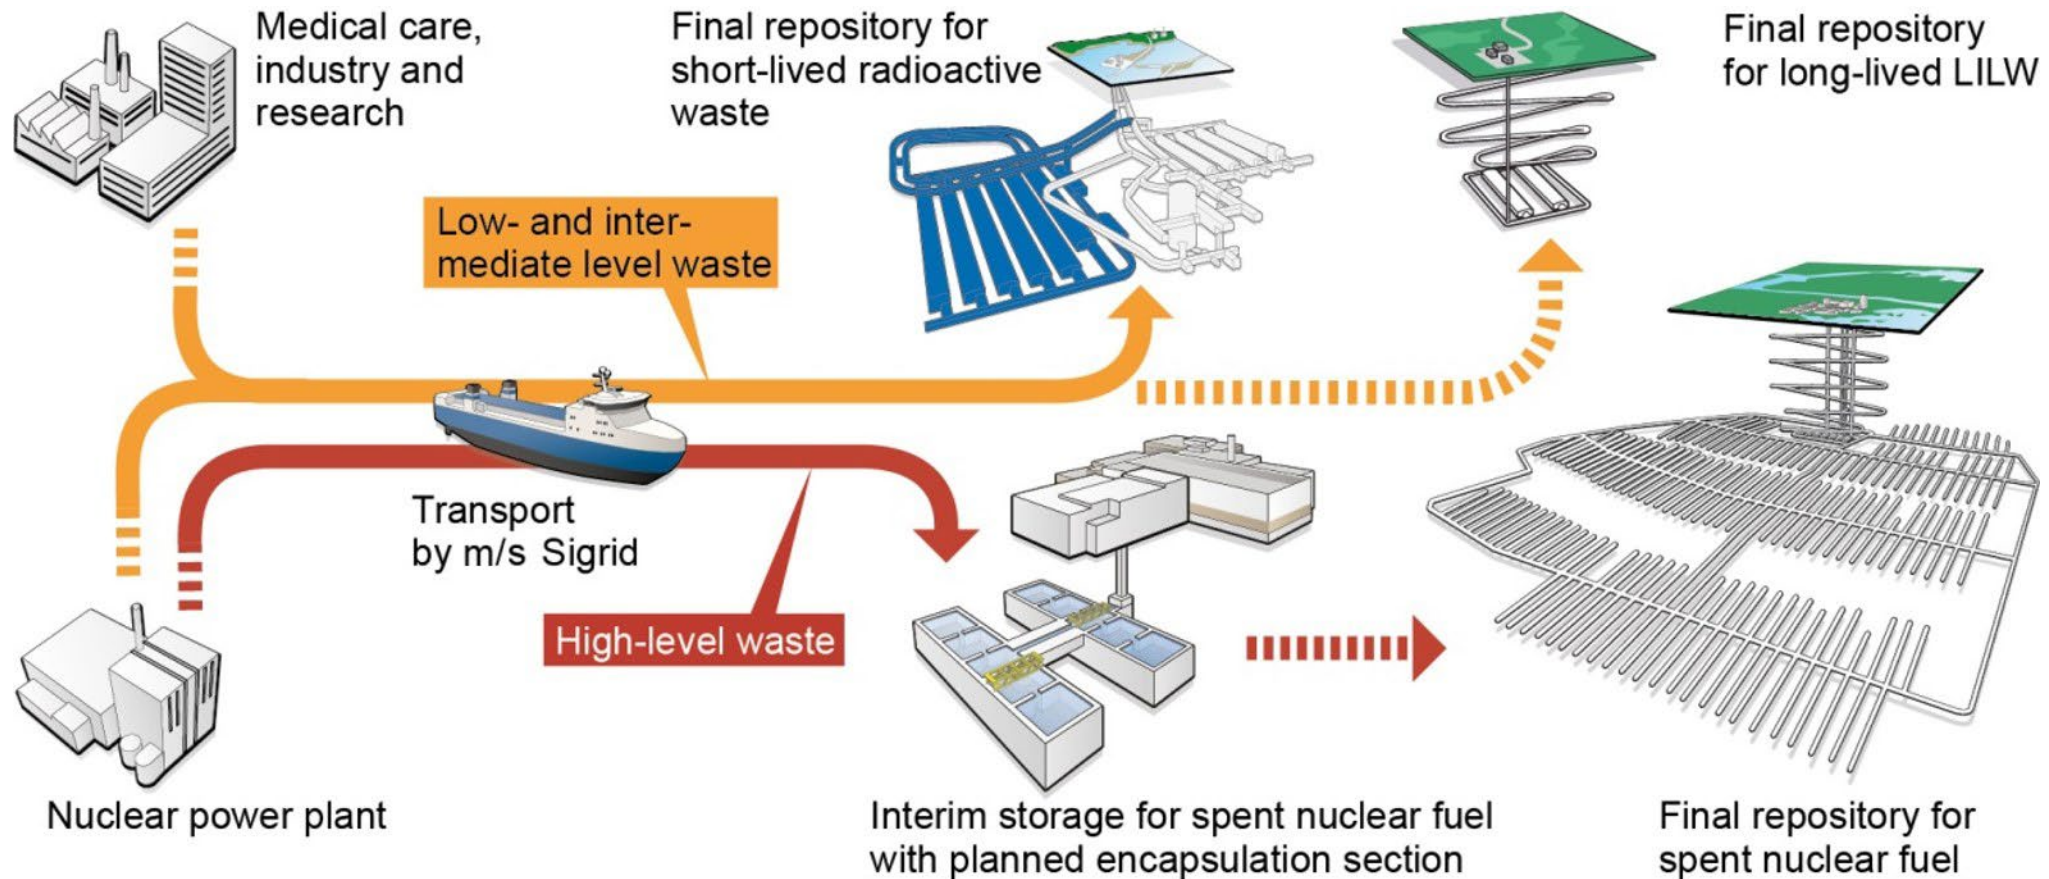 Medical care,
industry and
research
Final repository for
short-lived radioactive
waste
Final repository
for long-lived LILW
Low- and inter-
mediate level waste
Transport
by m/s Sigrid
High-level waste
Nuclear power plant
Interim storage for spent nuclear fuel
with planned encapsulation section
Final repository for
spent nuclear fuel